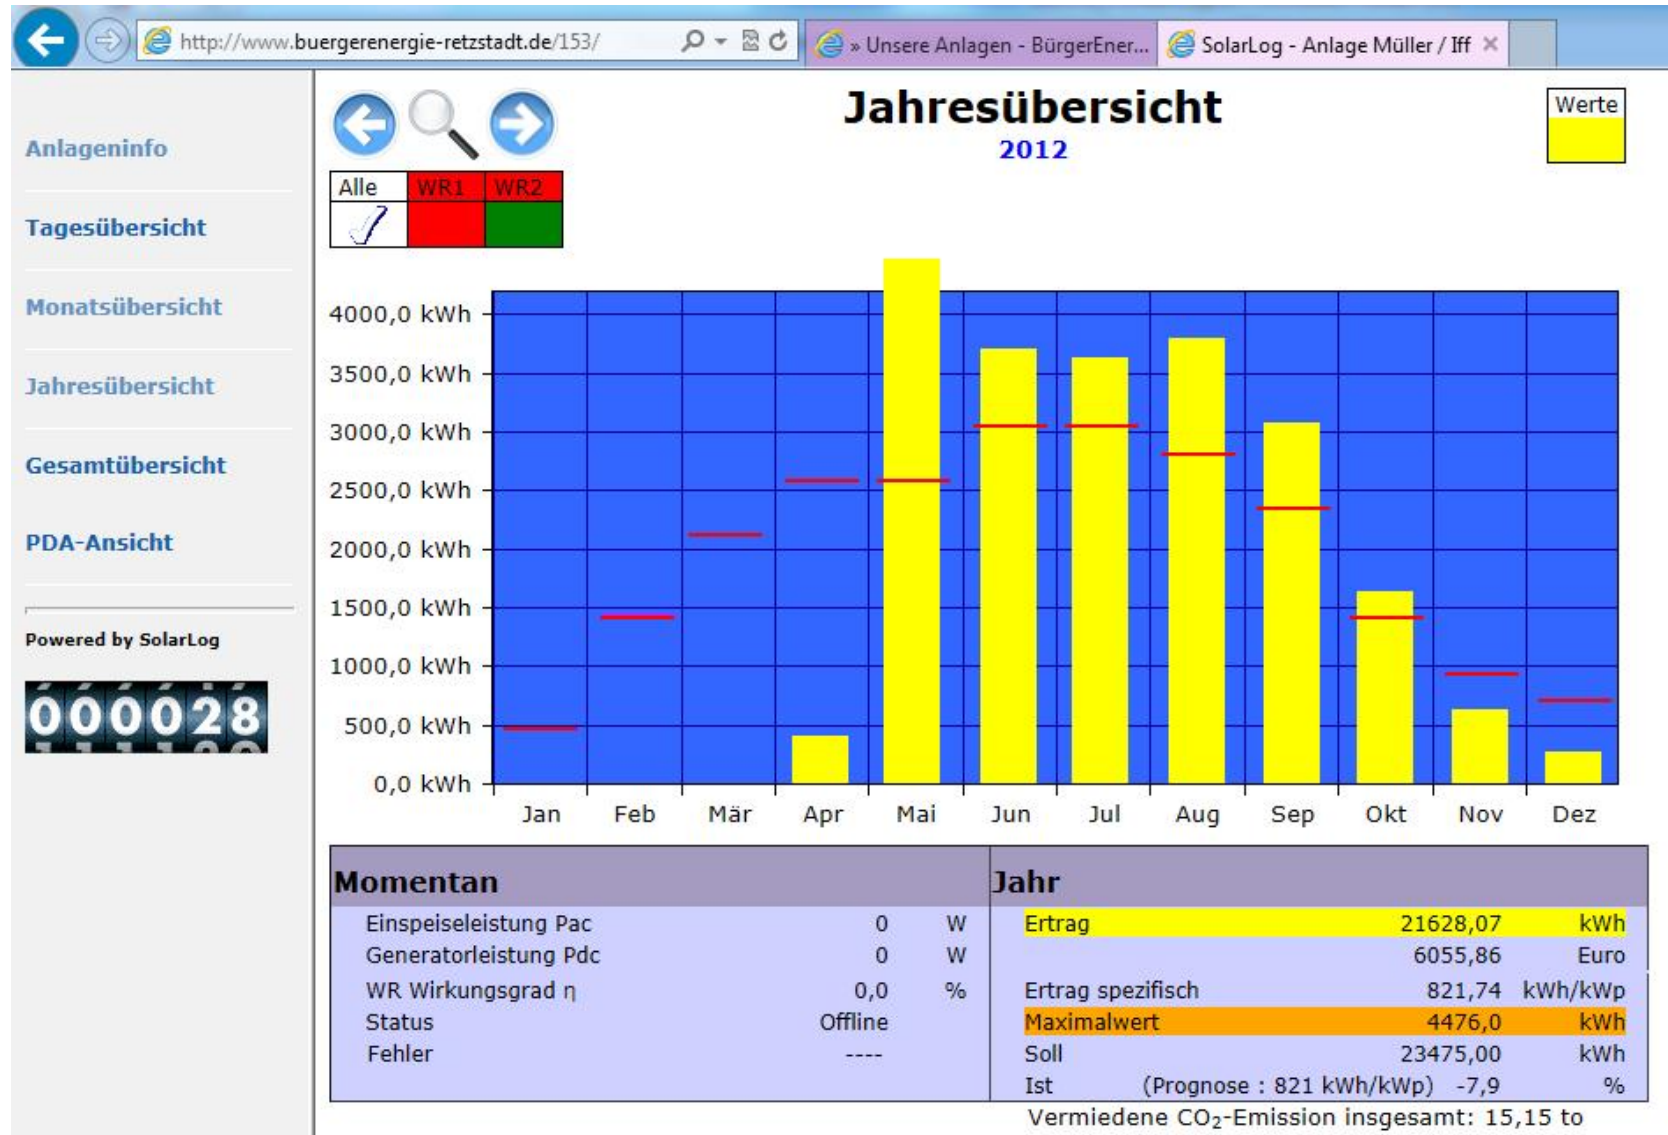 http://www.buergerenergie-retzstadt.de/153/
» Unsere Anlagen - BürgerEner...
SolarLog - Anlage Müller / Iff
Anlageninfo
Tagesübersicht
Monatsübersicht
Jahresübersicht
Gesamtübersicht
PDA-Ansicht
Powered by SolarLog
000028
Jahresübersicht
2012
Werte
Alle WR1 WR2
4000,0 kWh
3500,0 kWh
3000,0 kWh
2500,0 kWh
2000,0 kWh
1500,0 kWh
1000,0 kWh
500,0 kWh
0,0 kWh
Jan Feb Mär Apr Mai Jun Jul Aug Sep Okt Nov Dez
Momentan
Einspeiseleistung Pac 0 W
Generatorleistung Pdc 0 W
WR Wirkungsgrad η 0,0 %
Status Offline
Fehler ----
Jahr
Ertrag 21628,07 kWh
6055,86 Euro
Ertrag spezifisch 821,74 kWh/kWp
Maximalwert 4476,0 kWh
Soll 23475,00 kWh
Ist (Prognose : 821 kWh/kWp) -7,9 %
Vermiedene CO₂-Emission insgesamt: 15,15 to